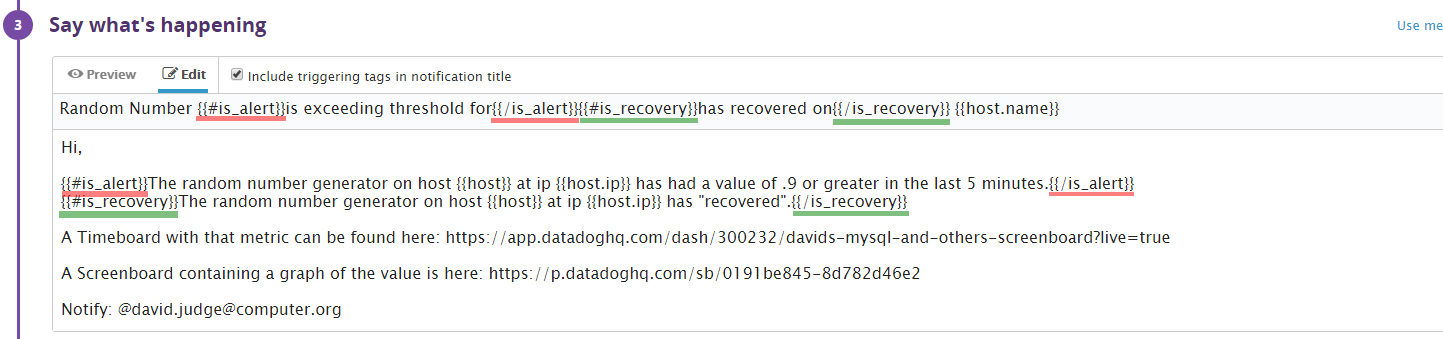 3
Say what's happening
Use me
Preview
Edit
Include triggering tags in notification title
Random Number {{#is_alert}}is exceeding threshold for{{/is_alert}}{{#is_recovery}}has recovered on{{/is_recovery}} {{host.name}}
Hi,
{{#is_alert}}The random number generator on host {{host}} at ip {{host.ip}} has had a value of .9 or greater in the last 5 minutes.{{/is_alert}}
{{#is_recovery}}The random number generator on host {{host}} at ip {{host.ip}} has "recovered".{{/is_recovery}}
A Timeboard with that metric can be found here: https://app.datadoghq.com/dash/300232/davids-mysql-and-others-screenboard?live=true
A Screenboard containing a graph of the value is here: https://p.datadoghq.com/sb/0191be845-8d782d46e2
Notify: @david.judge@computer.org